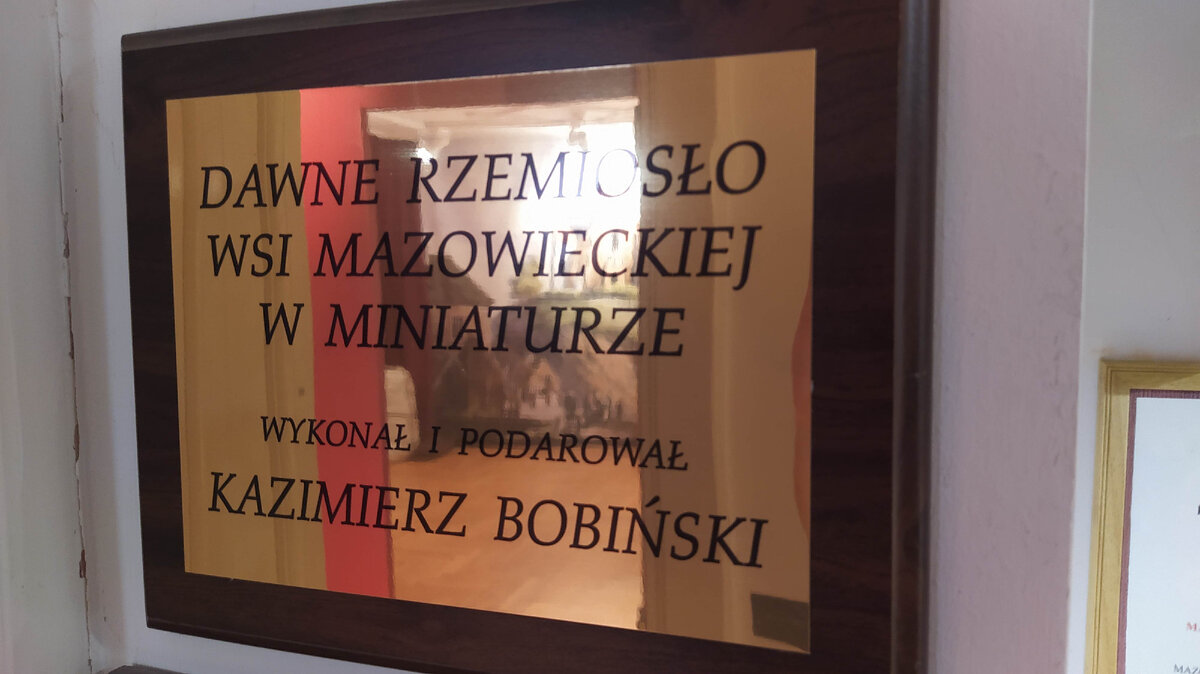 DAWNE RZEMIOSŁO
WSI MAZOWIECKIEJ
W MINIATURZE
WYKONAŁ I PODAROWAŁ
KAZIMIERZ BOBIŃSKI